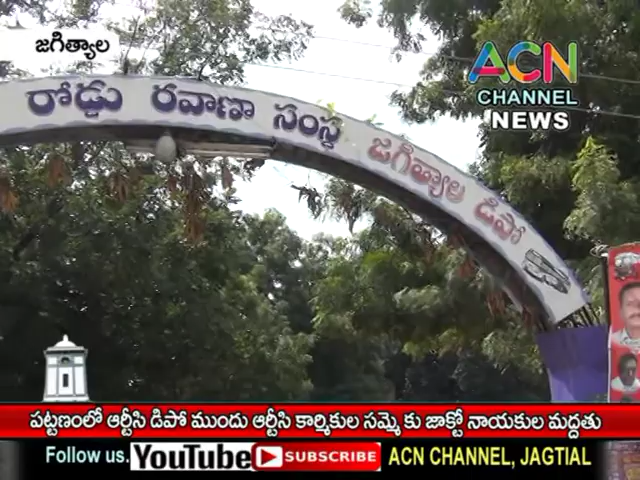 జగిత్యాల
ACN
CHANNEL
NEWS
రోడ్డు రవాణా సంస్థ జగిత్యాల డిపో
పట్టణంలో ఆర్టీసి డిపో ముందు ఆర్టీసి కార్మికుల సమ్మె కు జాక్టో నాయకుల మద్దతు
Follow us. YouTube SUBSCRIBE ACN CHANNEL, JAGTIAL